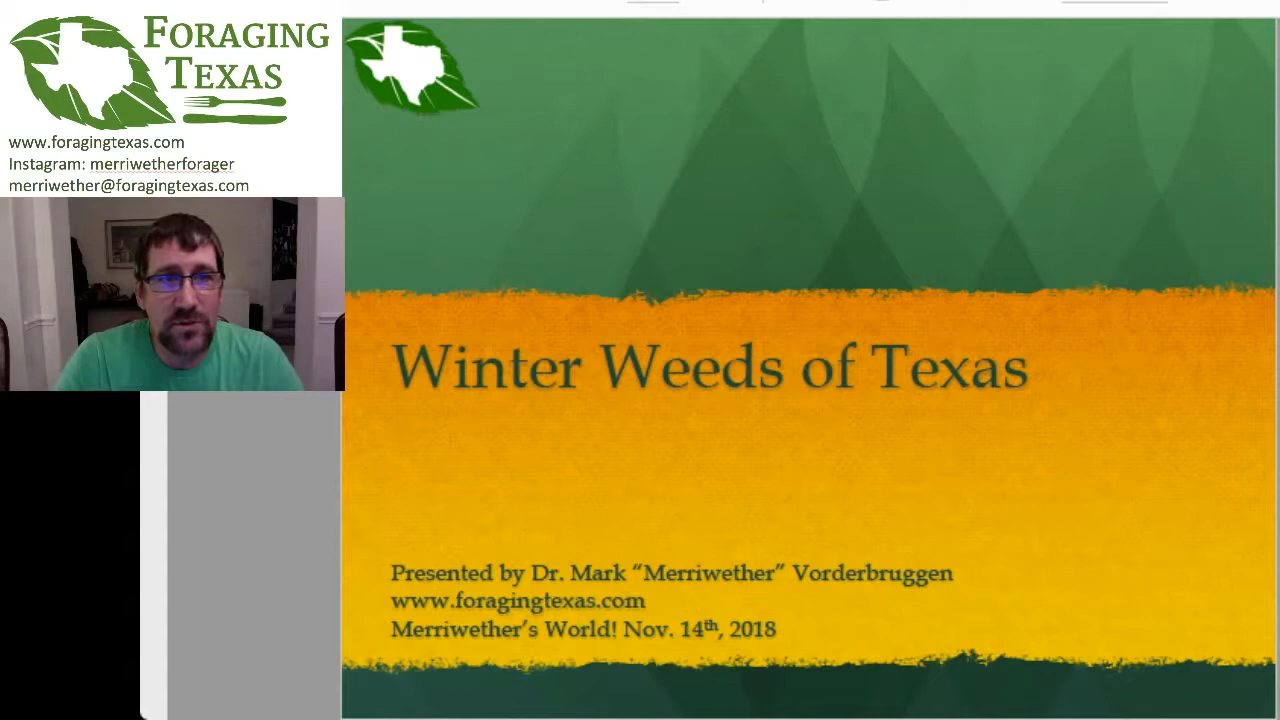 FORAGING
TEXAS
www.foragingtexas.com
Instagram: merriwetherforager
merriwether@foragingtexas.com
Winter Weeds of Texas
Presented by Dr. Mark “Merriwether” Vorderbruggen
www.foragingtexas.com
Merriwether’s World! Nov. 14th, 2018